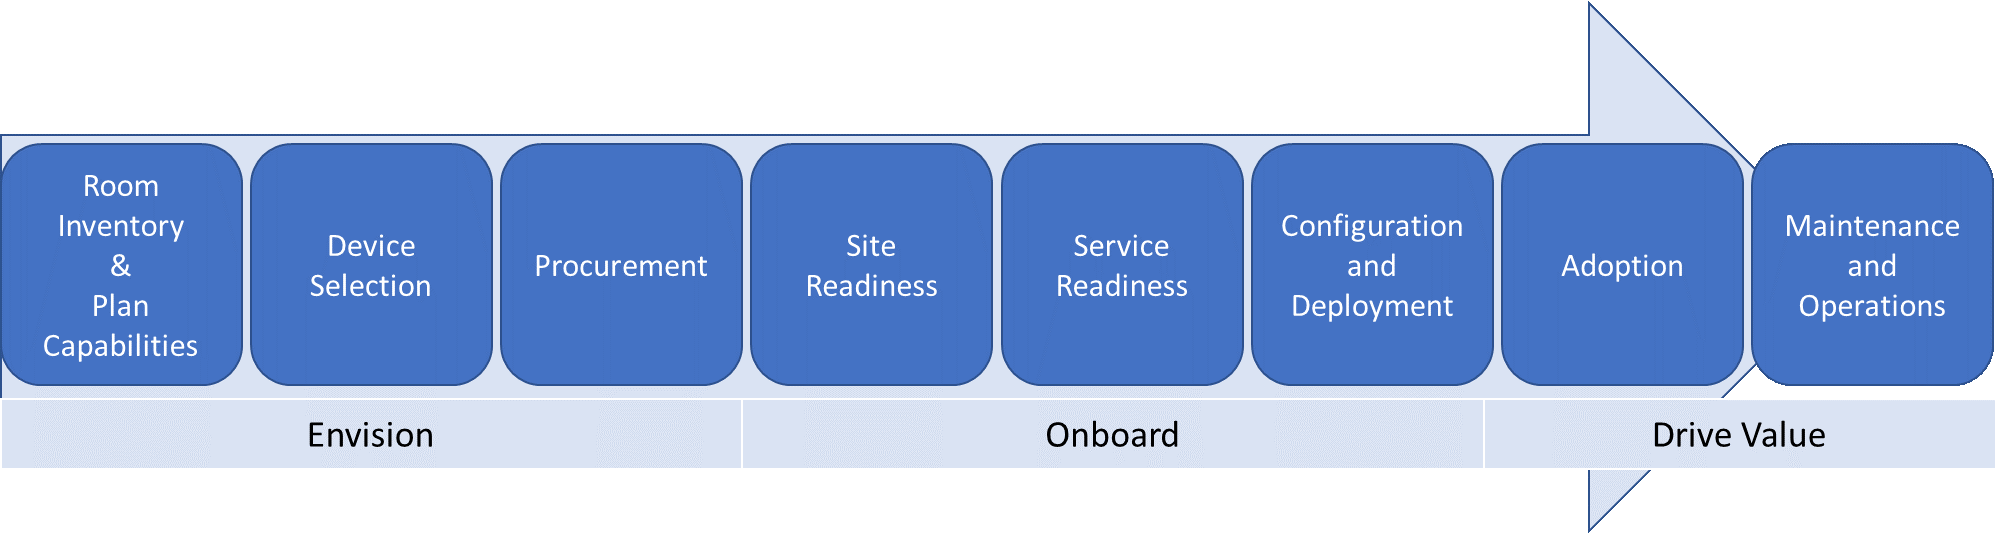 Room
Inventory
&
Plan
Capabilities
Device
Selection
Procurement
Site
Readiness
Service
Readiness
Configuration
and
Deployment
Adoption
Maintenance
and
Operations
Envision
Onboard
Drive Value